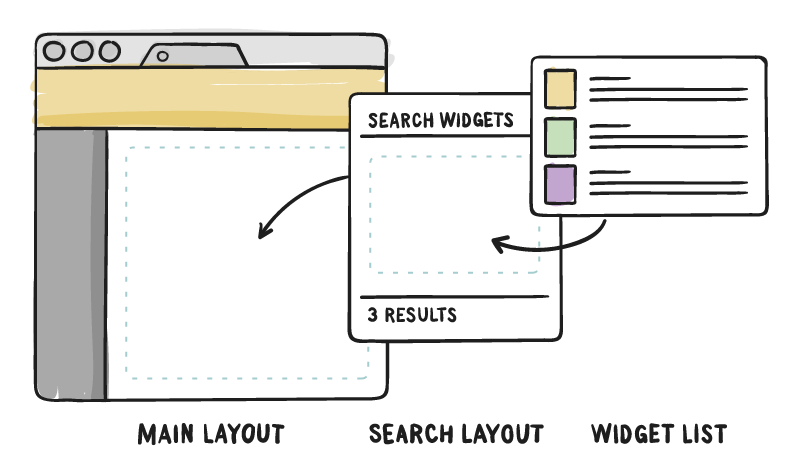 SEARCH WIDGETS
3 RESULTS
MAIN LAYOUT
SEARCH LAYOUT
WIDGET LIST